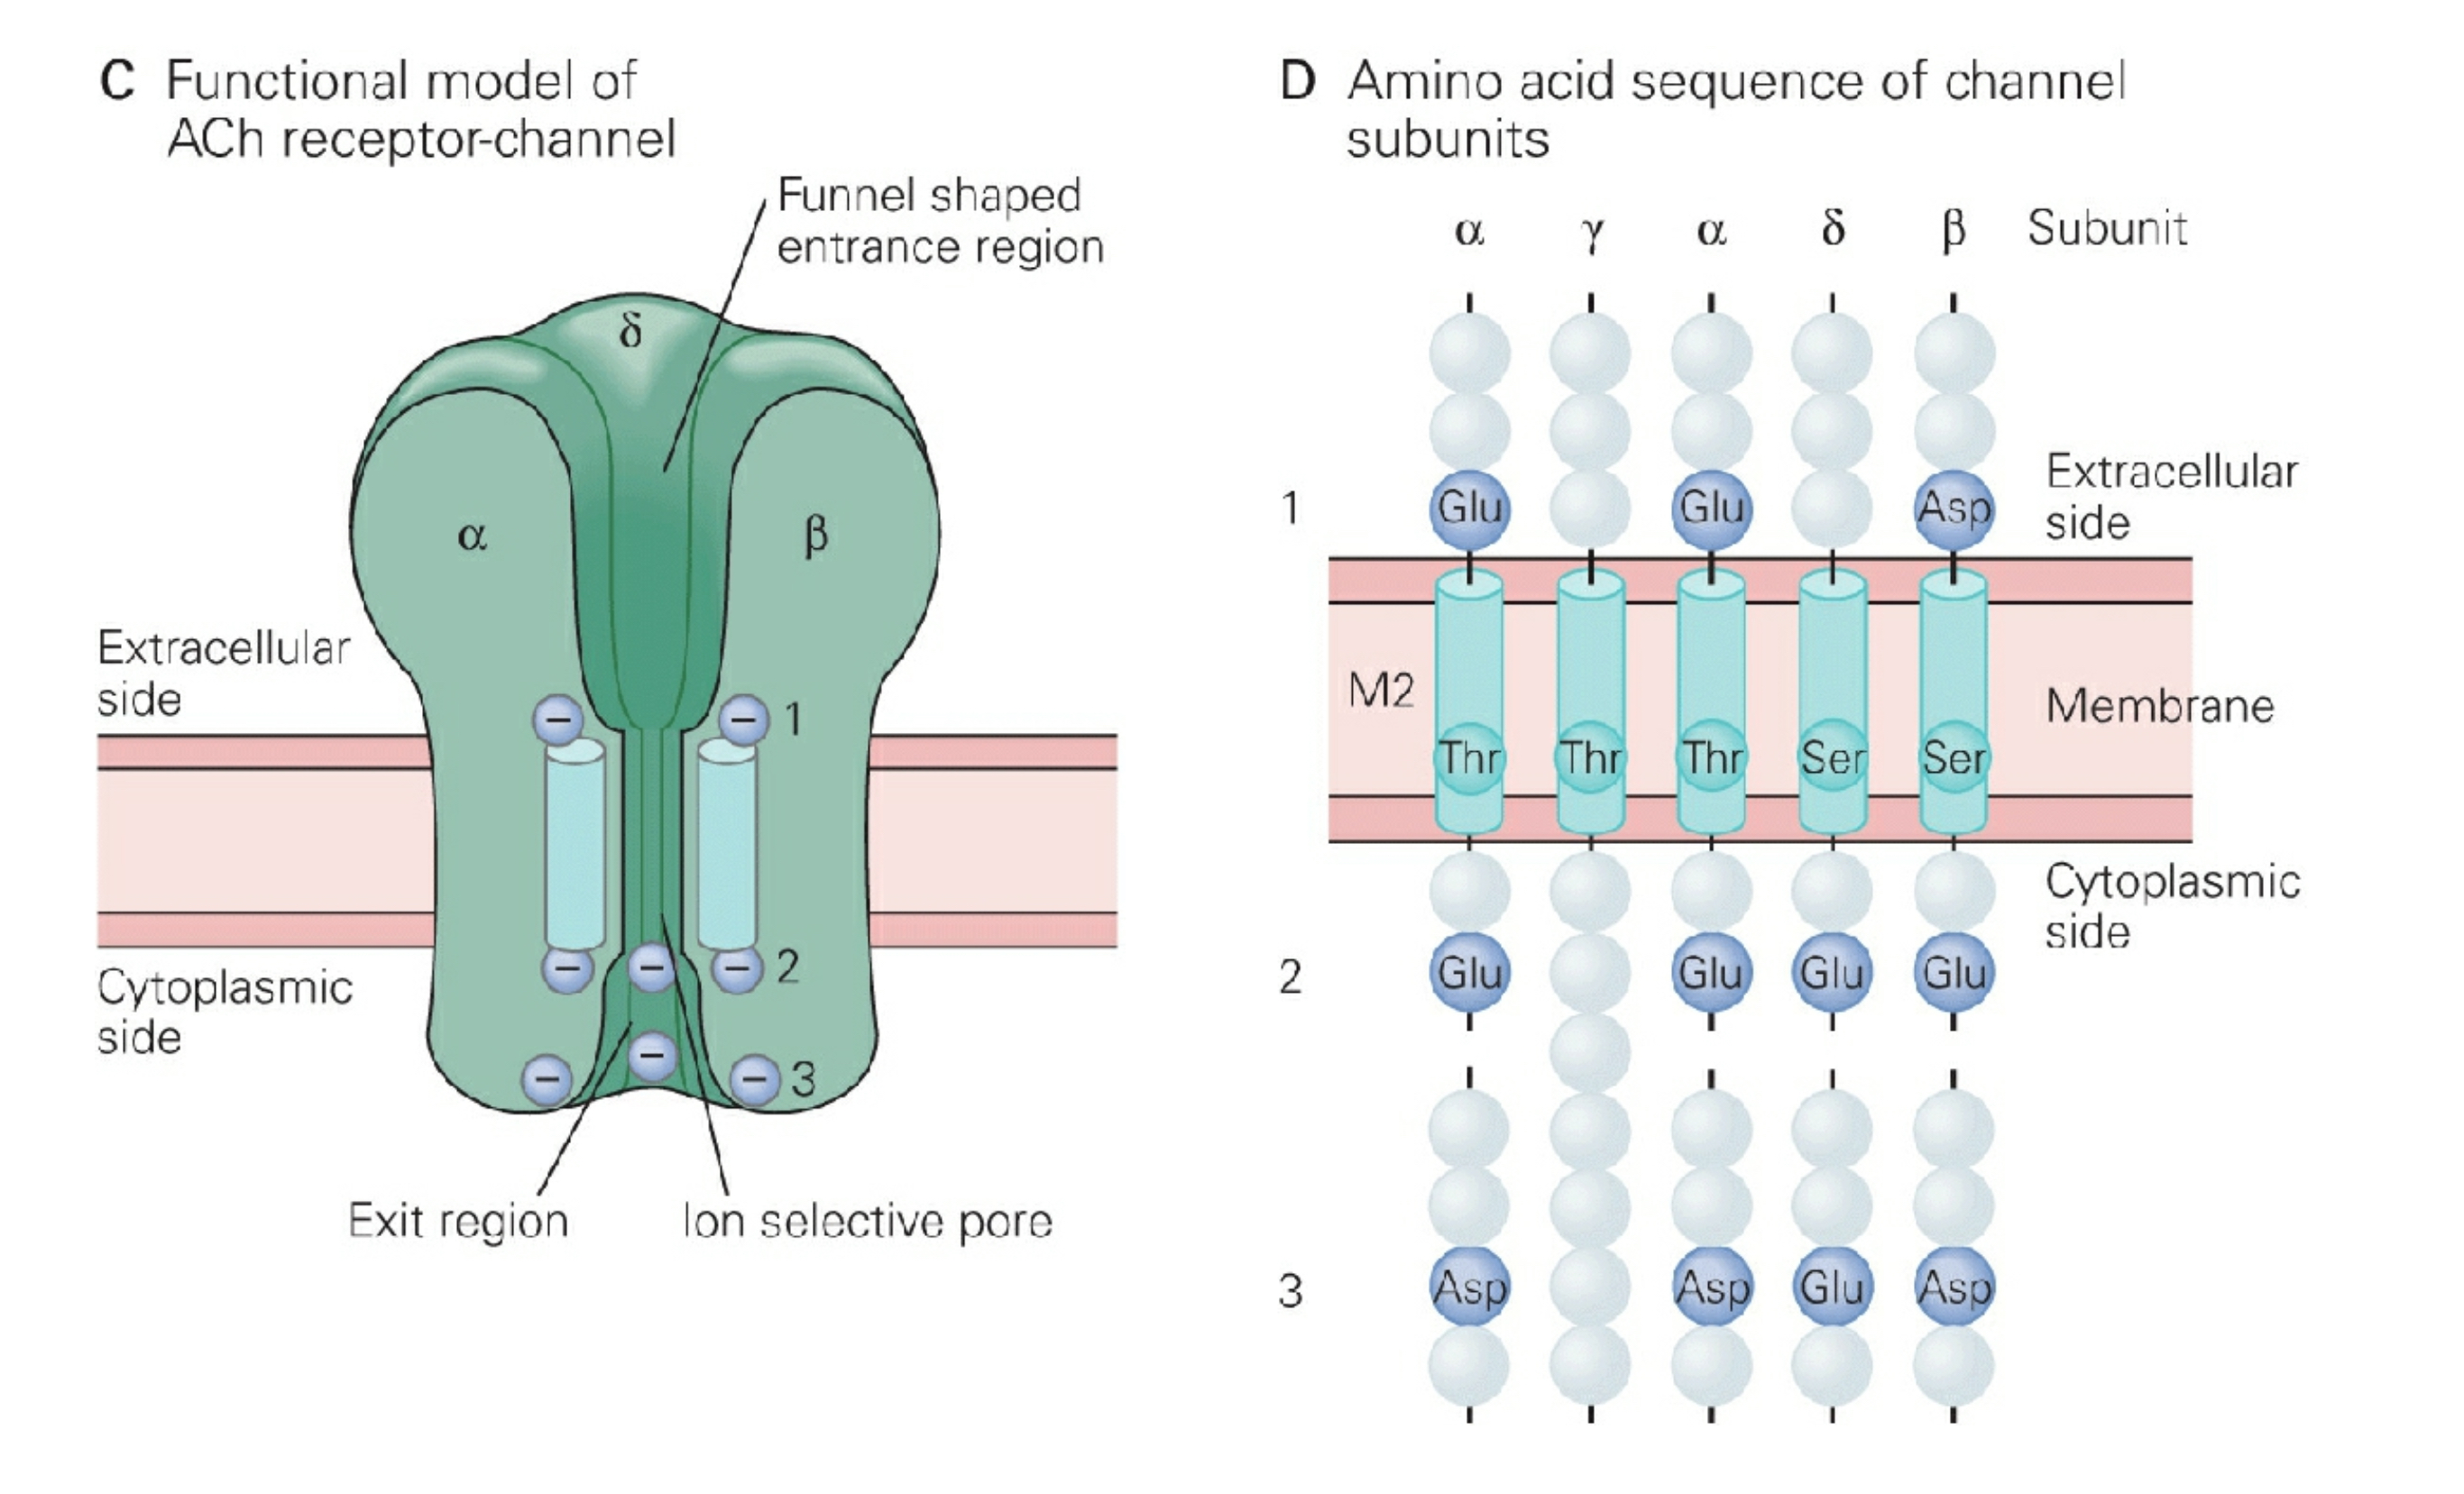 C Functional model of
ACh receptor-channel
Funnel shaped
entrance region
δ
α
β
Extracellular
side
− − 1
Cytoplasmic
side
− − − 2
−
− − 3
Exit region
Ion selective pore
D Amino acid sequence of channel
subunits
α γ α δ β Subunit
1 Glu Glu Asp
Extracellular
side
M2
Membrane
Thr Thr Thr Ser Ser
Cytoplasmic
side
2 Glu Glu Glu Glu
3 Asp Asp Glu Asp